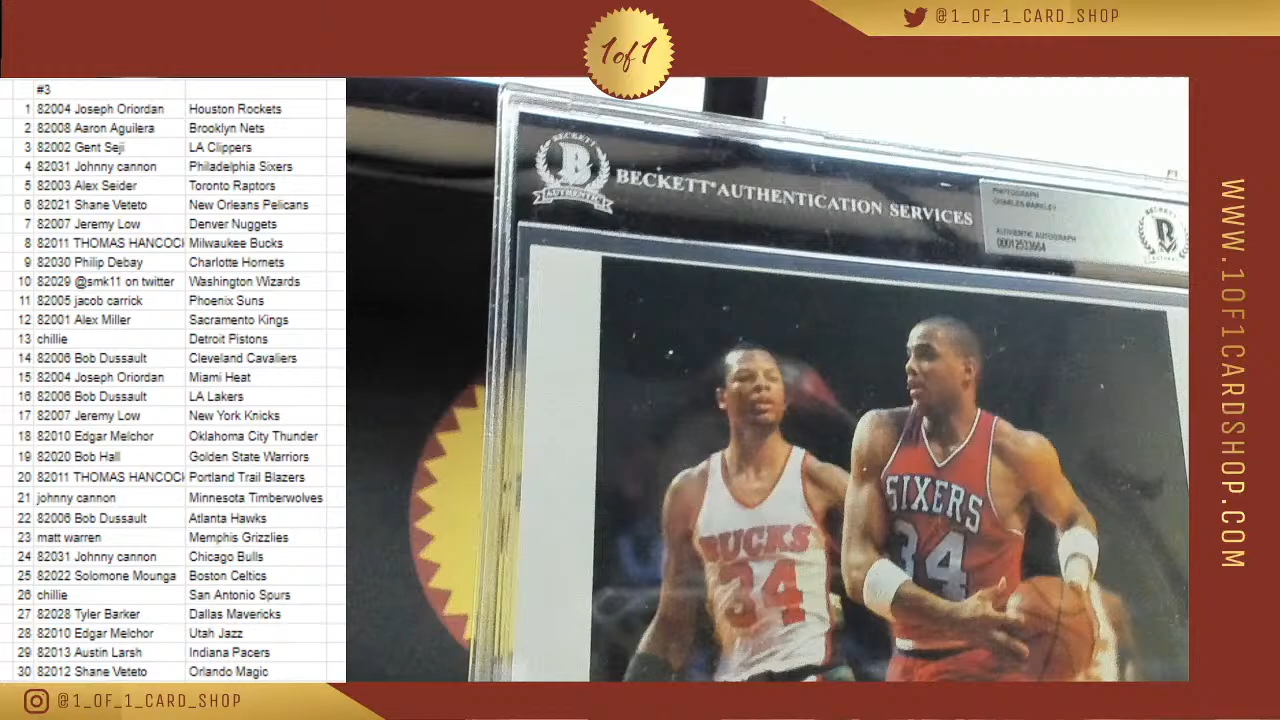 @1_OF_1_CARD_SHOP
1of1
#3
1 82004 Joseph Oriordan Houston Rockets
2 82008 Aaron Aguilera Brooklyn Nets
3 82002 Gent Seji LA Clippers
4 82031 Johnny cannon Philadelphia Sixers
5 82003 Alex Seider Toronto Raptors
6 82021 Shane Veteto New Orleans Pelicans
7 82007 Jeremy Low Denver Nuggets
8 82011 THOMAS HANCOCK Milwaukee Bucks
9 82030 Philip Debay Charlotte Hornets
10 82029 @smk11 on twitter Washington Wizards
11 82005 jacob carrick Phoenix Suns
12 82001 Alex Miller Sacramento Kings
13 chillie Detroit Pistons
14 82006 Bob Dussault Cleveland Cavaliers
15 82004 Joseph Oriordan Miami Heat
16 82006 Bob Dussault LA Lakers
17 82007 Jeremy Low New York Knicks
18 82010 Edgar Melchor Oklahoma City Thunder
19 82020 Bob Hall Golden State Warriors
20 82011 THOMAS HANCOCK Portland Trail Blazers
21 johnny cannon Minnesota Timberwolves
22 82006 Bob Dussault Atlanta Hawks
23 matt warren Memphis Grizzlies
24 82031 Johnny cannon Chicago Bulls
25 82022 Solomone Mounga Boston Celtics
26 chillie San Antonio Spurs
27 82028 Tyler Barker Dallas Mavericks
28 82010 Edgar Melchor Utah Jazz
29 82013 Austin Larsh Indiana Pacers
30 82012 Shane Veteto Orlando Magic
BECKETT
B
AUTHENTIC
BECKETT AUTHENTICATION SERVICES
PHOTOGRAPH
CHARLES BARKLEY
AUTHENTIC AUTOGRAPH
BUCKS
34
SIXERS
34
WWW.1OF1CARDSHOP.COM
@1_OF_1_CARD_SHOP